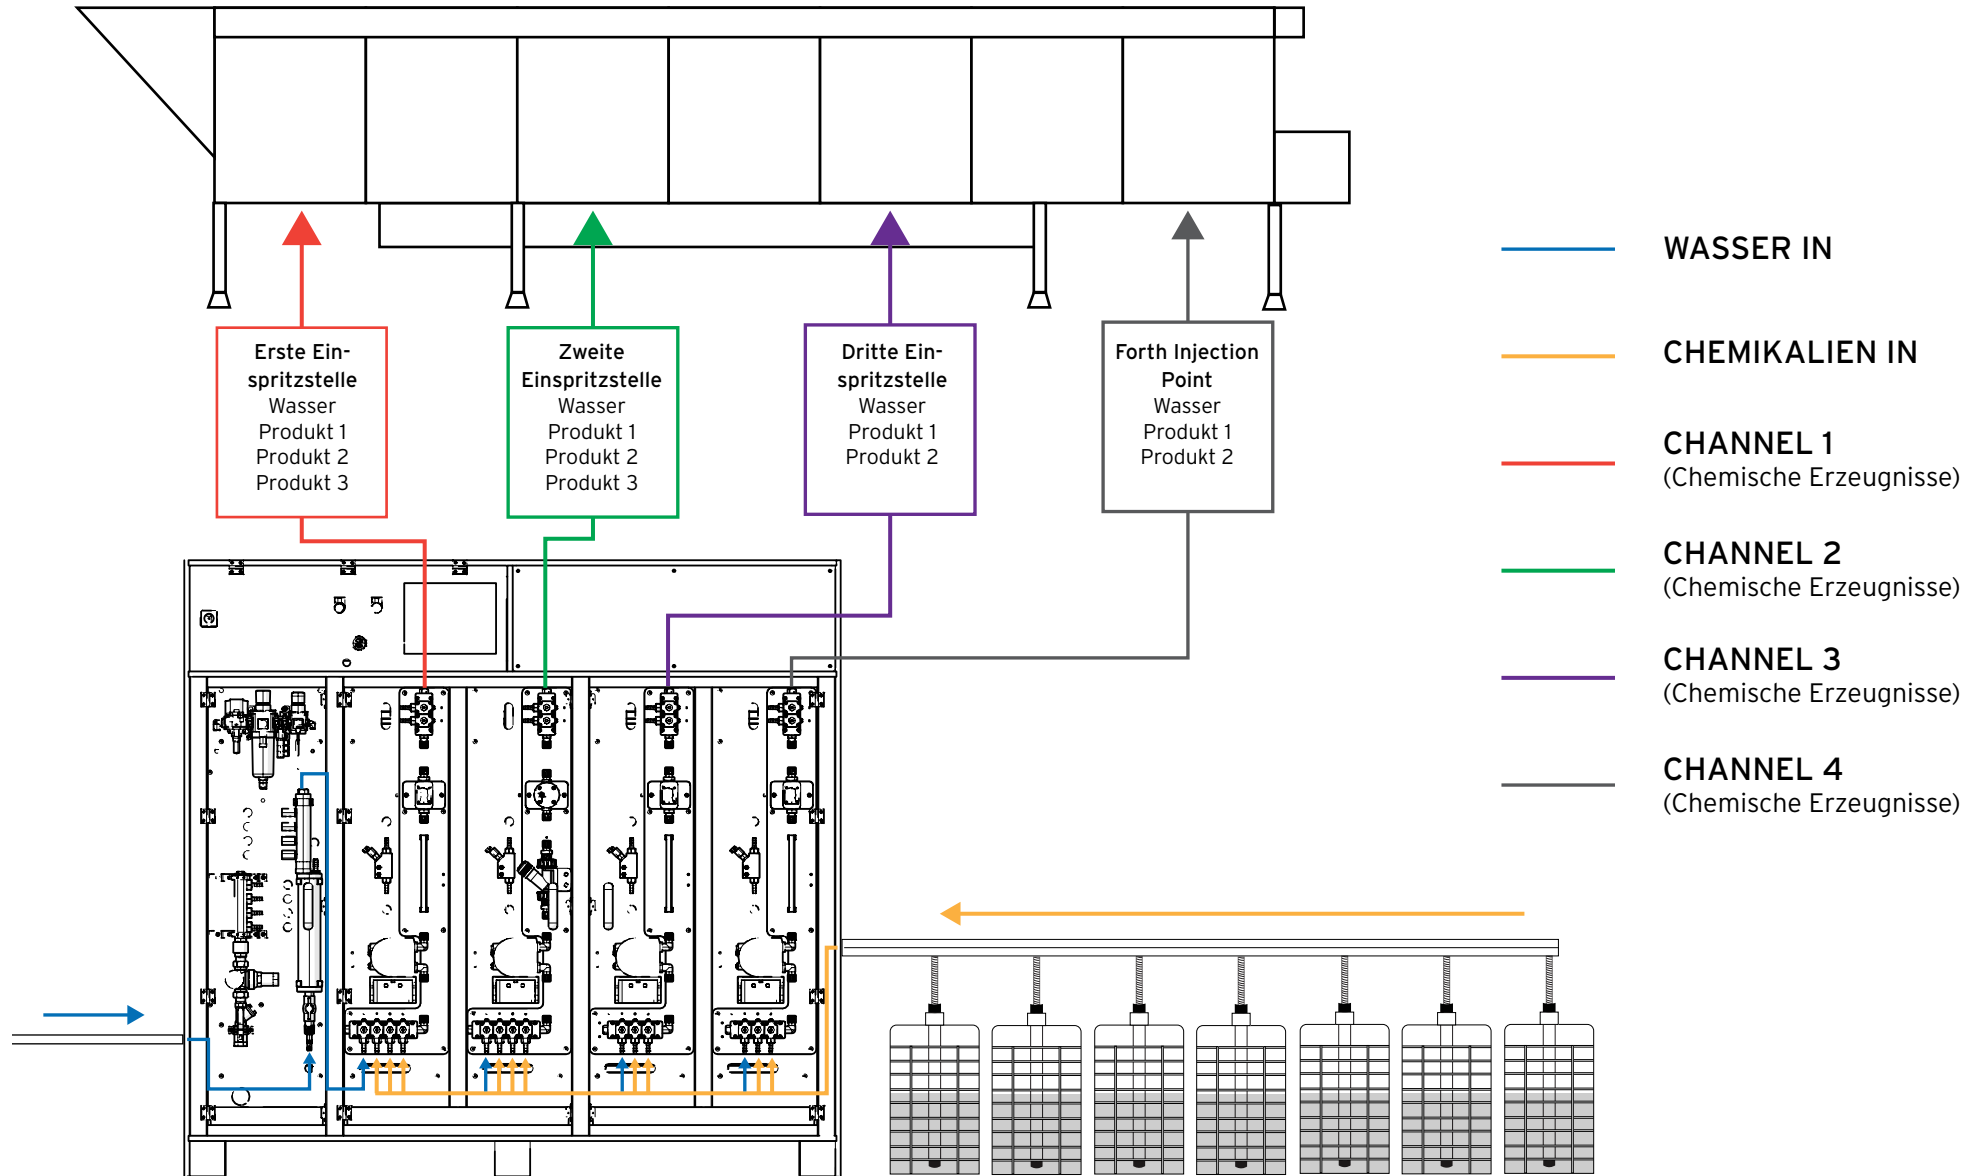 Erste Ein-
spritzstelle
Wasser
Produkt 1
Produkt 2
Produkt 3
Zweite
Einspritzstelle
Wasser
Produkt 1
Produkt 2
Produkt 3
Dritte Ein-
spritzstelle
Wasser
Produkt 1
Produkt 2
Forth Injection
Point
Wasser
Produkt 1
Produkt 2
WASSER IN
CHEMIKALIEN IN
CHANNEL 1
(Chemische Erzeugnisse)
CHANNEL 2
(Chemische Erzeugnisse)
CHANNEL 3
(Chemische Erzeugnisse)
CHANNEL 4
(Chemische Erzeugnisse)